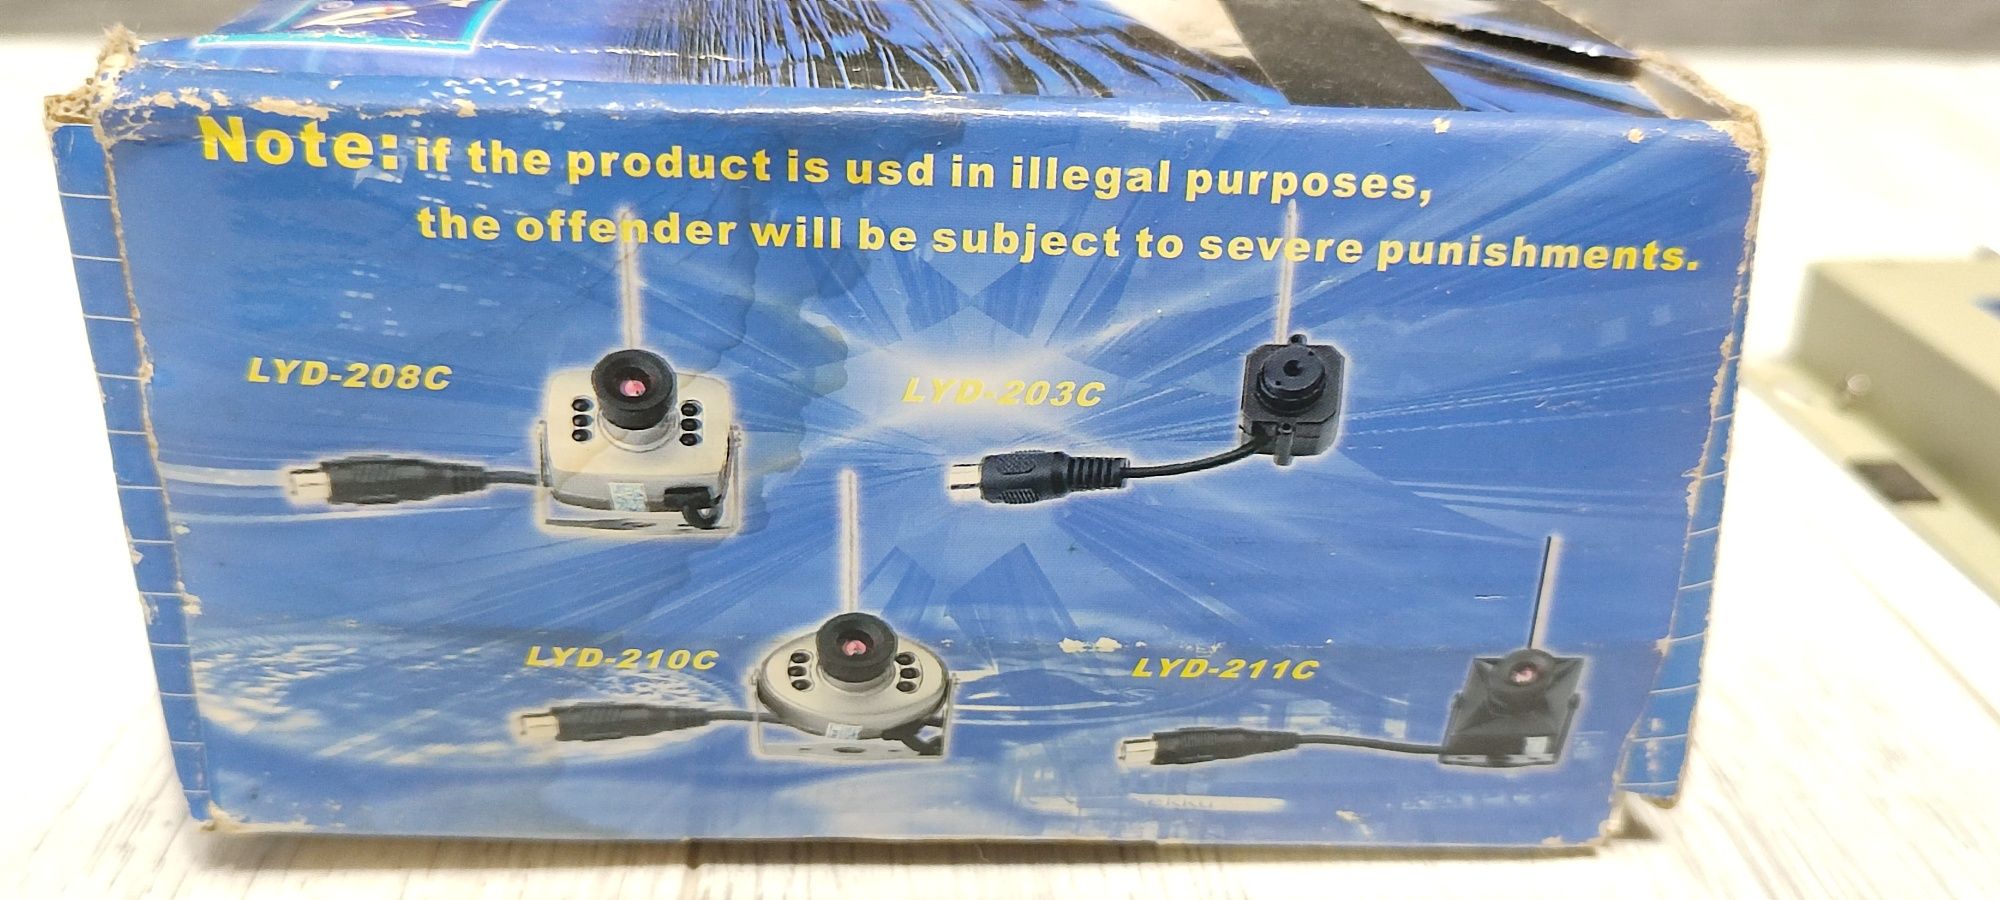 Note: if the product is usd in illegal purposes,
the offender will be subject to severe punishments.
LYD-208C
LYD-203C
LYD-210C
LYD-211C